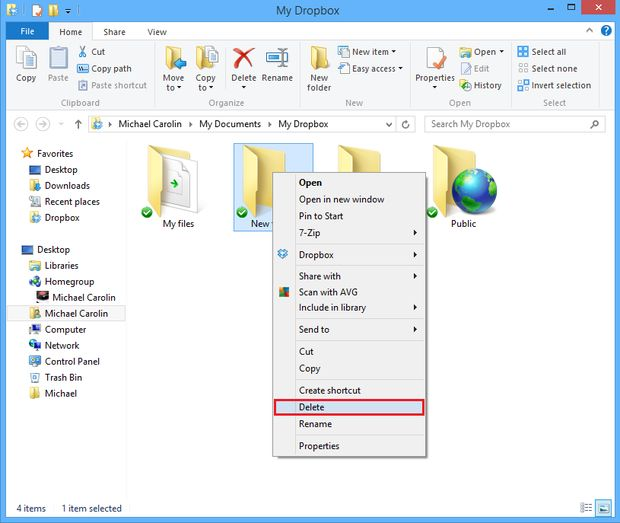 My Dropbox
File Home Share View
Copy Paste Cut Copy path Paste shortcut
Move to Copy to Delete Rename
New folder New item Easy access
Properties Open Edit History
Select all Select none Invert selection
Clipboard Organize New Open Select
Michael Carolin My Documents My Dropbox Search My Dropbox
Favorites
Desktop
Downloads
Recent places
Dropbox
Desktop
Libraries
Homegroup
Michael Carolin
Michael Carolin
Computer
Network
Control Panel
Trash Bin
Michael
My files New Public
Open
Open in new window
Pin to Start
7-Zip
Dropbox
Share with
Scan with AVG
Include in library
Send to
Cut
Copy
Create shortcut
Delete
Rename
Properties
4 items 1 item selected